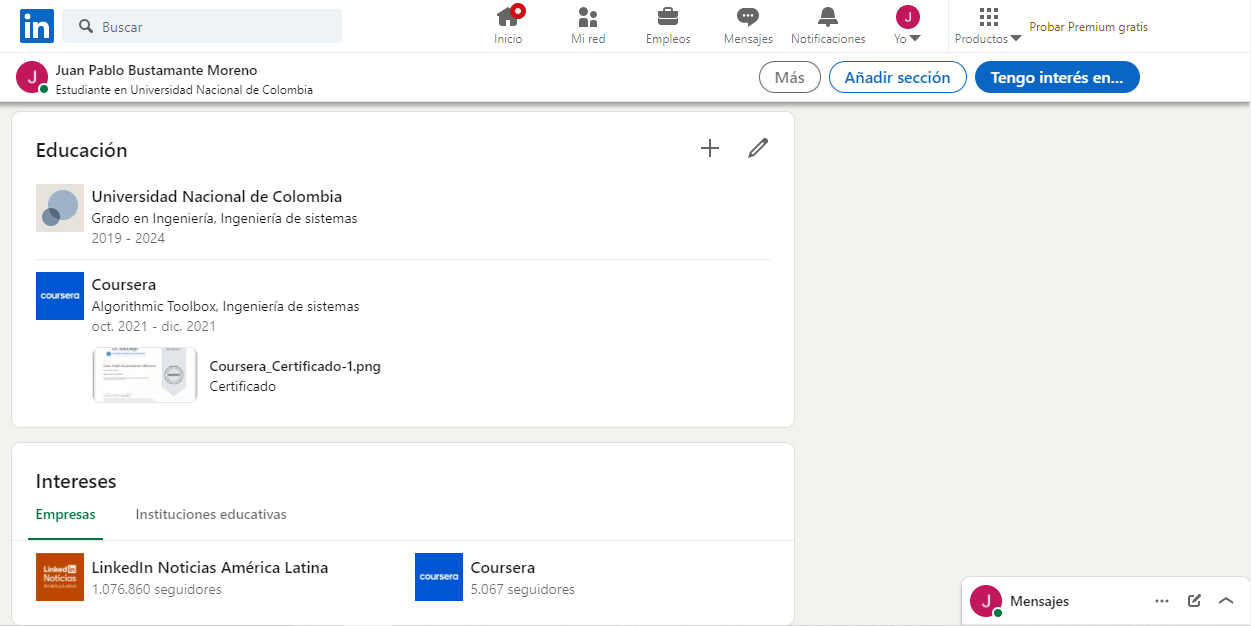 in
Buscar
Inicio
Mi red
Empleos
Mensajes
Notificaciones
J
Yo
Productos
Probar Premium gratis
J
Juan Pablo Bustamante Moreno
Estudiante en Universidad Nacional de Colombia
Más
Añadir sección
Tengo interés en...
Educación
Universidad Nacional de Colombia
Grado en Ingeniería, Ingeniería de sistemas
2019 - 2024
coursera
Coursera
Algorithmic Toolbox, Ingeniería de sistemas
oct. 2021 - dic. 2021
Coursera_Certificado-1.png
Certificado
Intereses
Empresas
Instituciones educativas
Linked in
Noticias
América Latina
LinkedIn Noticias América Latina
1.076.860 seguidores
coursera
Coursera
5.067 seguidores
J
Mensajes